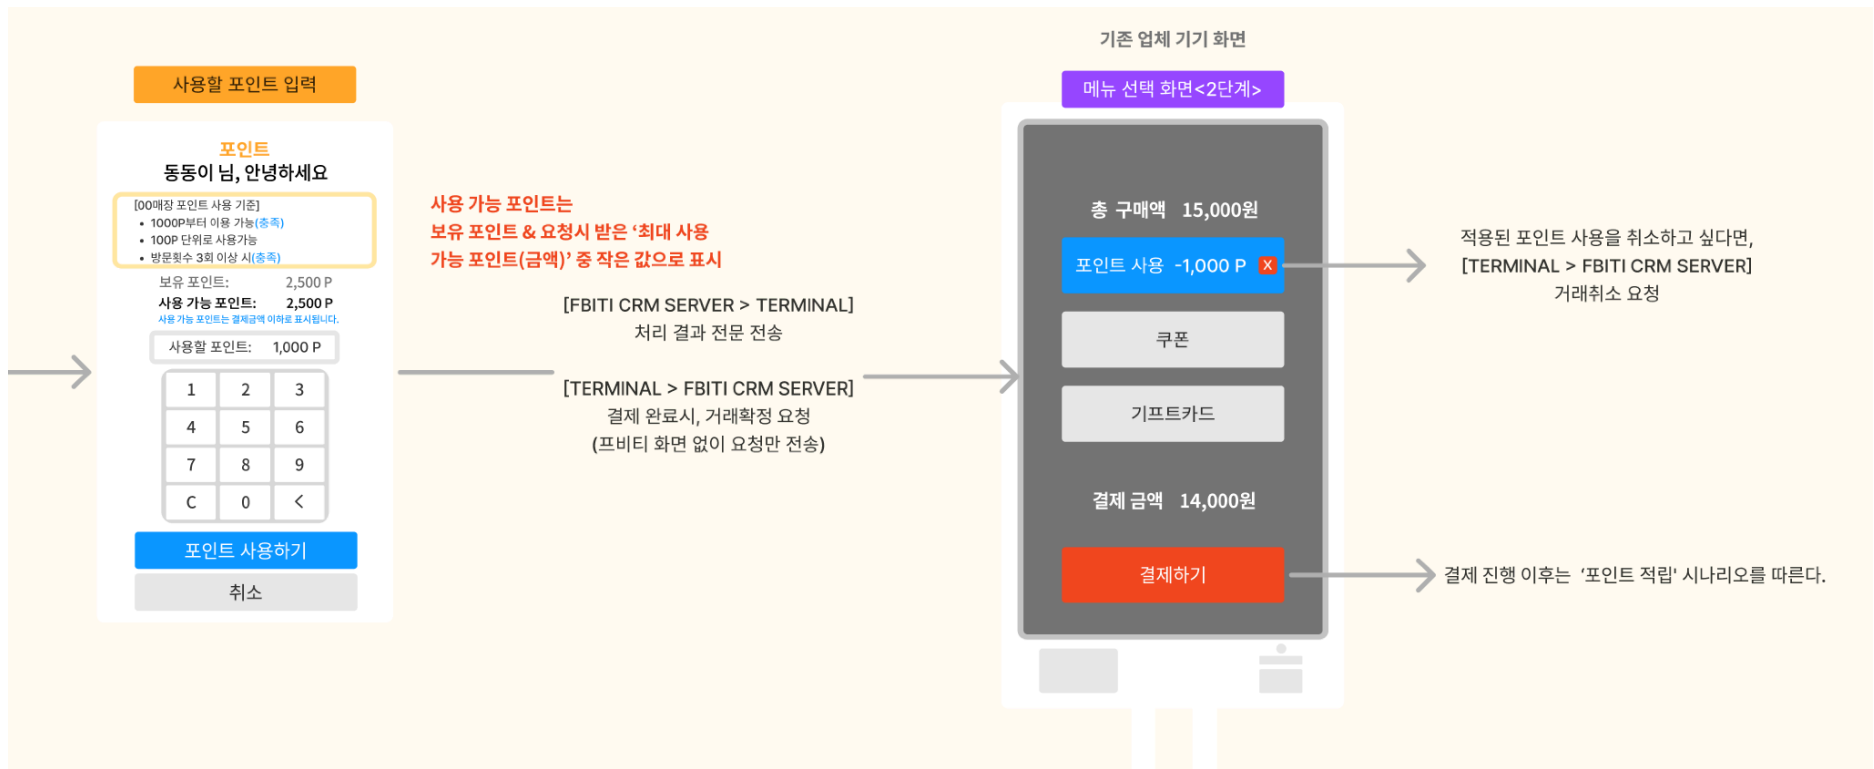 사용할 포인트 입력
포인트
동동이 님, 안녕하세요
[00매장 포인트 사용 기준]
• 1000P부터 이용 가능(충족)
• 100P 단위로 사용가능
• 방문횟수 3회 이상 시(충족)
보유 포인트: 2,500 P
사용 가능 포인트: 2,500 P
사용 가능 포인트는 결제금액 이하로 표시됩니다.
사용할 포인트: 1,000 P
1 2 3
4 5 6
7 8 9
C 0 <
포인트 사용하기
취소
사용 가능 포인트는
보유 포인트 & 요청시 받은 ‘최대 사용
가능 포인트(금액)’ 중 작은 값으로 표시
[FBITI CRM SERVER > TERMINAL]
처리 결과 전문 전송
[TERMINAL > FBITI CRM SERVER]
결제 완료시, 거래확정 요청
(프비티 화면 없이 요청만 전송)
기존 업체 기기 화면
메뉴 선택 화면<2단계>
총 구매액 15,000원
포인트 사용 -1,000 P X
쿠폰
기프트카드
결제 금액 14,000원
결제하기
적용된 포인트 사용을 취소하고 싶다면,
[TERMINAL > FBITI CRM SERVER]
거래취소 요청
결제 진행 이후는 ‘포인트 적립' 시나리오를 따른다.